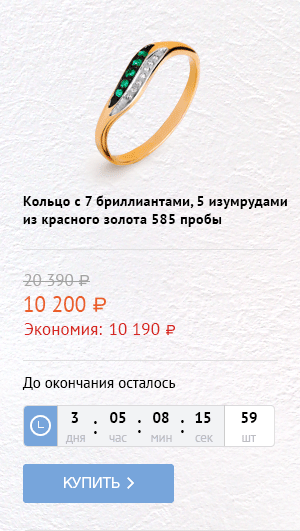 Кольцо с 7 бриллиантами, 5 изумрудами
из красного золота 585 пробы
20 390 ₽
10 200 ₽
Экономия: 10 190 ₽
До окончания осталось
3 : 05 : 08 : 15 59
дня час мин сек шт
КУПИТЬ